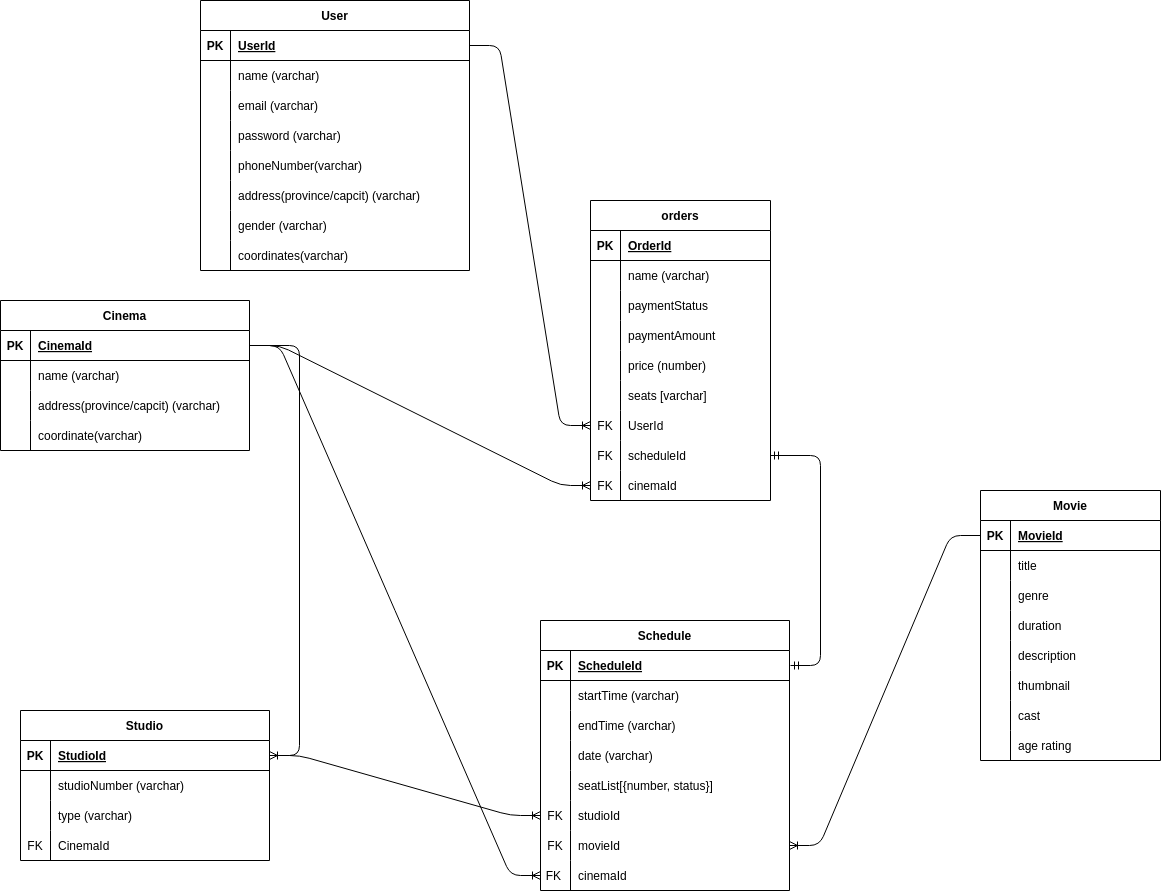 User
PK UserId
name (varchar)
email (varchar)
password (varchar)
phoneNumber(varchar)
address(province/capcit) (varchar)
gender (varchar)
coordinates(varchar)
orders
PK OrderId
name (varchar)
paymentStatus
paymentAmount
price (number)
seats [varchar]
FK UserId
FK scheduleId
FK cinemaId
Cinema
PK CinemaId
name (varchar)
address(province/capcit) (varchar)
coordinate(varchar)
Movie
PK MovieId
title
genre
duration
description
thumbnail
cast
age rating
Schedule
PK ScheduleId
startTime (varchar)
endTime (varchar)
date (varchar)
seatList[{number, status}]
FK studioId
FK movieId
FK cinemaId
Studio
PK StudioId
studioNumber (varchar)
type (varchar)
FK CinemaId